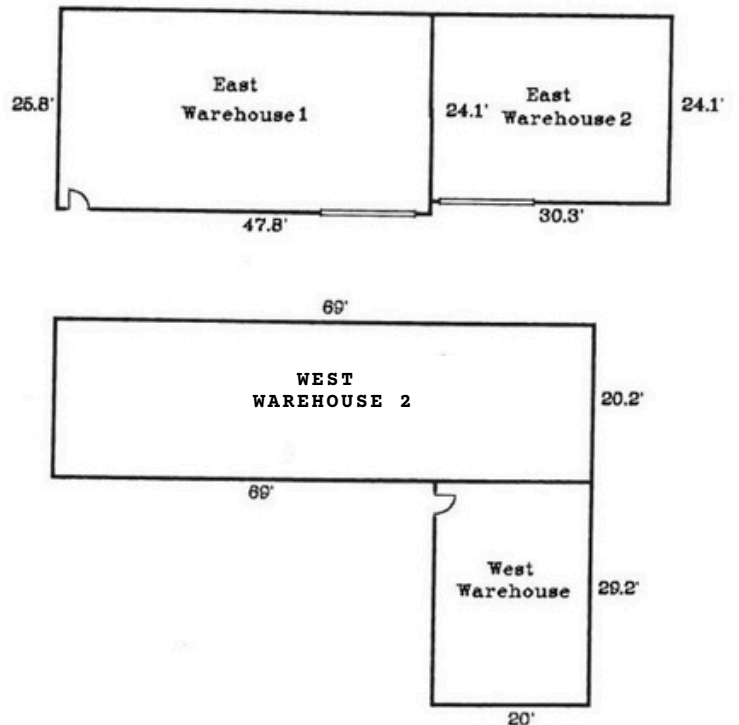 East
Warehouse 1
25.8'
24.1'
East
Warehouse 2
24.1'
47.8'
30.3'
69'
WEST
WAREHOUSE 2
20.2'
69'
West
Warehouse
29.2'
20'